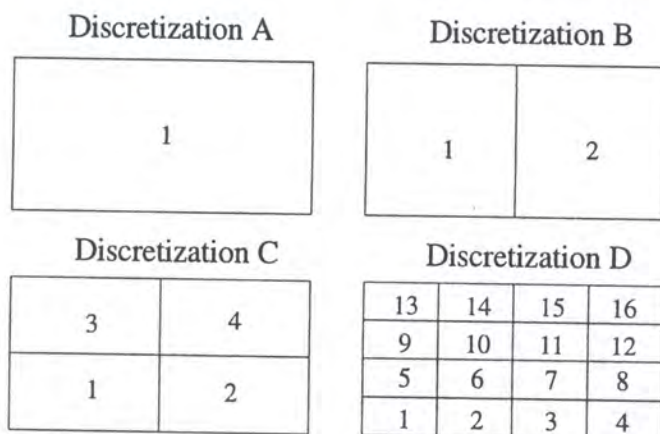 Discretization A
1
Discretization B
1 2
Discretization C
3 4
1 2
Discretization D
13 14 15 16
9 10 11 12
5 6 7 8
1 2 3 4